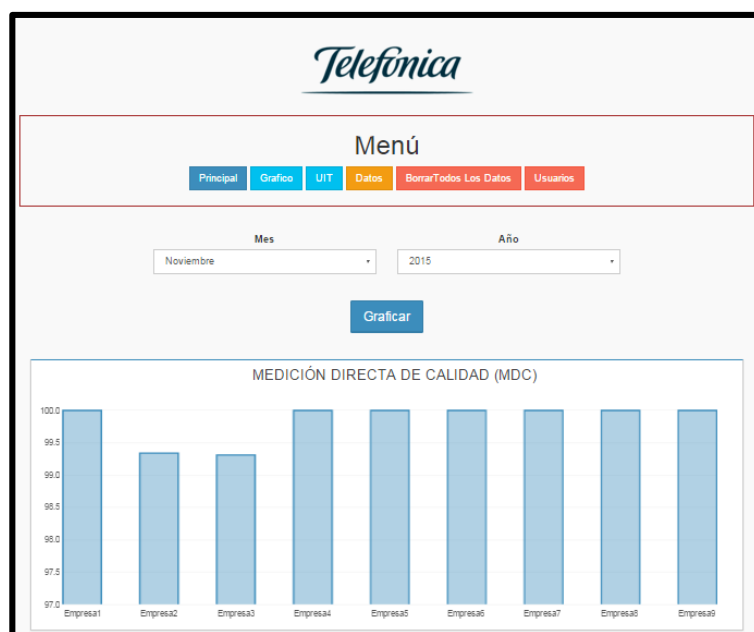 Telefónica
Menú
Principal Grafico UIT Datos BorrarTodos Los Datos Usuarios
Mes Año
Noviembre 2015
Graficar
MEDICIÓN DIRECTA DE CALIDAD (MDC)
100.0
99.5
99.0
98.5
98.0
97.5
97.0
Empresa1 Empresa2 Empresa3 Empresa4 Empresa5 Empresa6 Empresa7 Empresa8 Empresa9